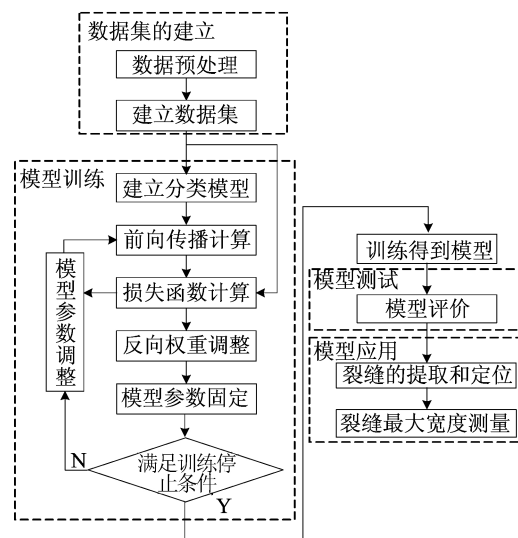 数据集的建立
数据预处理
建立数据集
模型训练
建立分类模型
前向传播计算
损失函数计算
反向权重调整
模型参数固定
模型参数调整
满足训练停
止条件
N
Y
训练得到模型
模型测试
模型评价
模型应用
裂缝的提取和定位
裂缝最大宽度测量